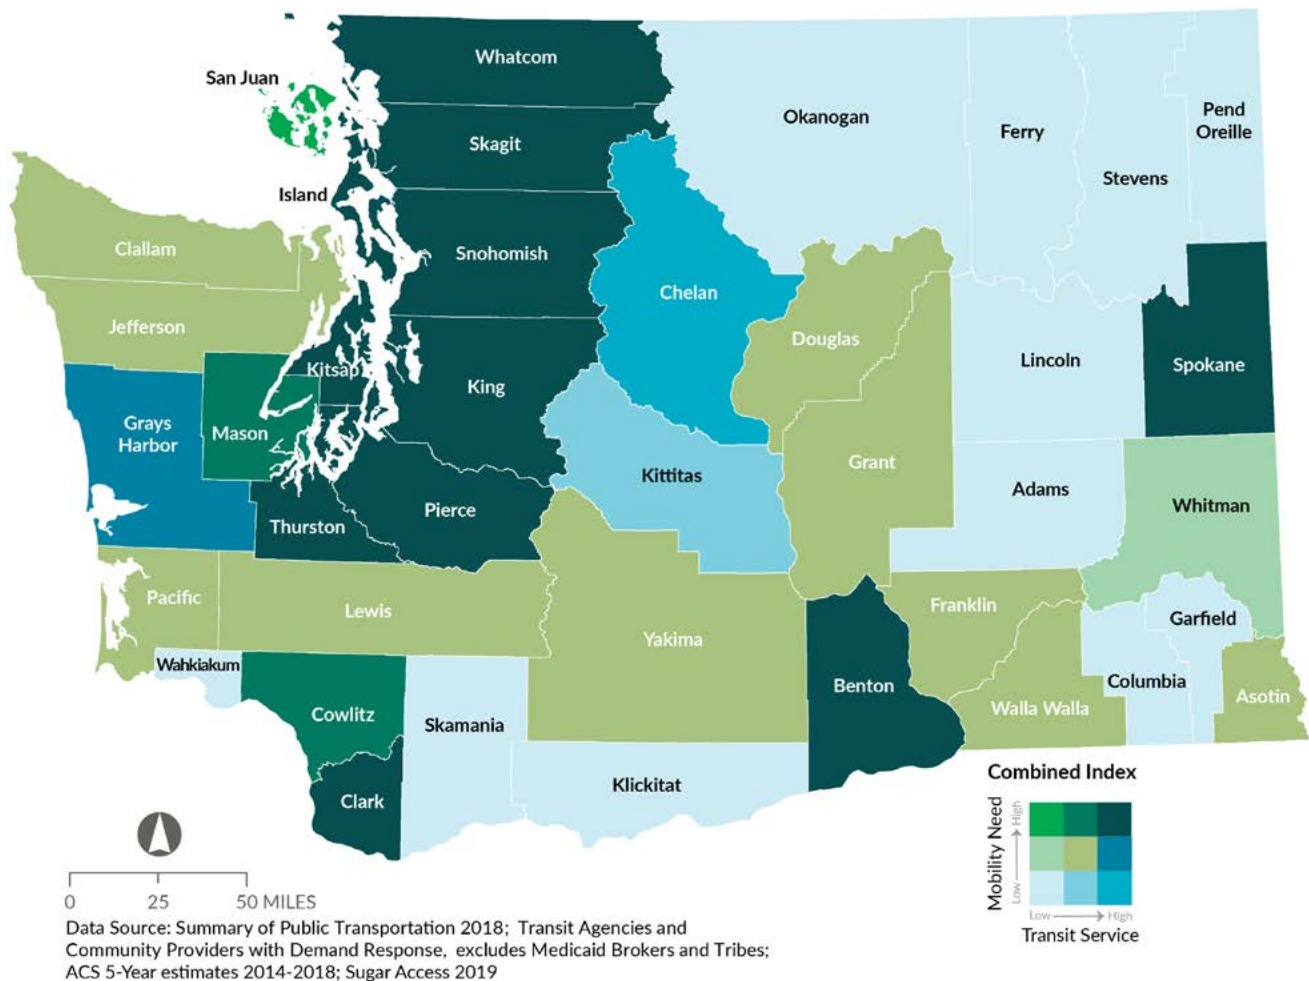 Whatcom
San Juan
Okanogan
Pend
Oreille
Ferry
Skagit
Stevens
Island
Clallam
Snohomish
Chelan
Jefferson
Douglas
Lincoln
Spokane
Kitsap
King
Grays
Harbor
Mason
Grant
Kittitas
Adams
Whitman
Pierce
Thurston
Pacific
Lewis
Franklin
Garfield
Yakima
Wahkiakum
Benton
Columbia
Asotin
Walla Walla
Cowlitz
Skamania
Klickitat
Clark
Combined Index
Mobility Need
Low
High
Low
High
Transit Service
0 25 50 MILES
Data Source: Summary of Public Transportation 2018; Transit Agencies and
Community Providers with Demand Response, excludes Medicaid Brokers and Tribes;
ACS 5-Year estimates 2014-2018; Sugar Access 2019